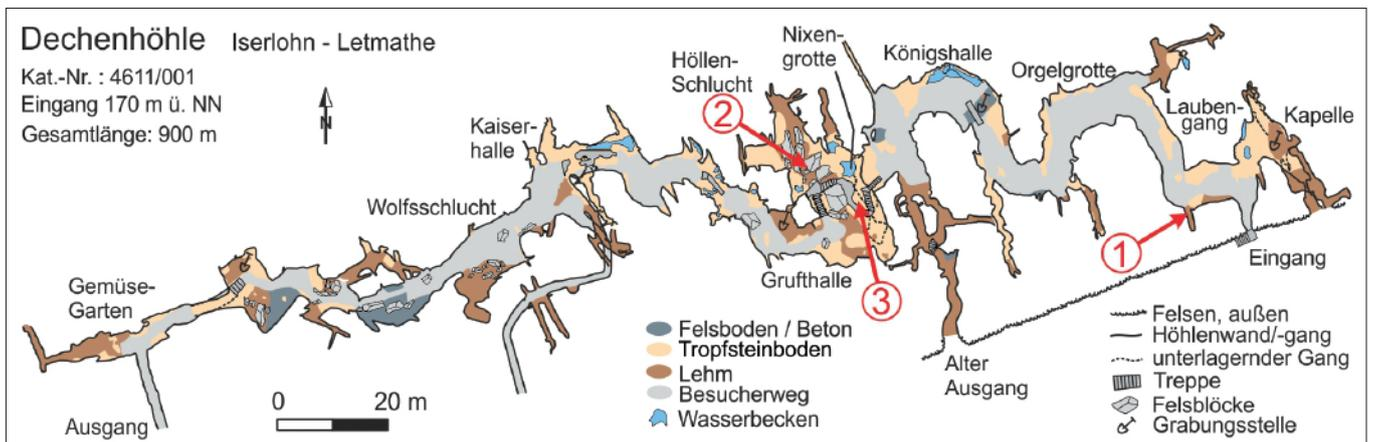 Dechenhöhle Iserlohn - Letmathe
Kat.-Nr. : 4611/001
Eingang 170 m ü. NN
Gesamtlänge: 900 m
N
Nixen-
grotte
Höllen-
Schlucht
Königshalle
Orgelgrotte
Lauben-
gang
Kapelle
Kaiser-
halle
Wolfsschlucht
Gemüse-
Garten
Grufthalle
Eingang
Alter
Ausgang
Ausgang
1
2
3
0 20 m
Felsboden / Beton
Tropfsteinboden
Lehm
Besucherweg
Wasserbecken
Felsen, außen
Höhlenwand/-gang
unterlagernder Gang
Treppe
Felsblöcke
Grabungsstelle